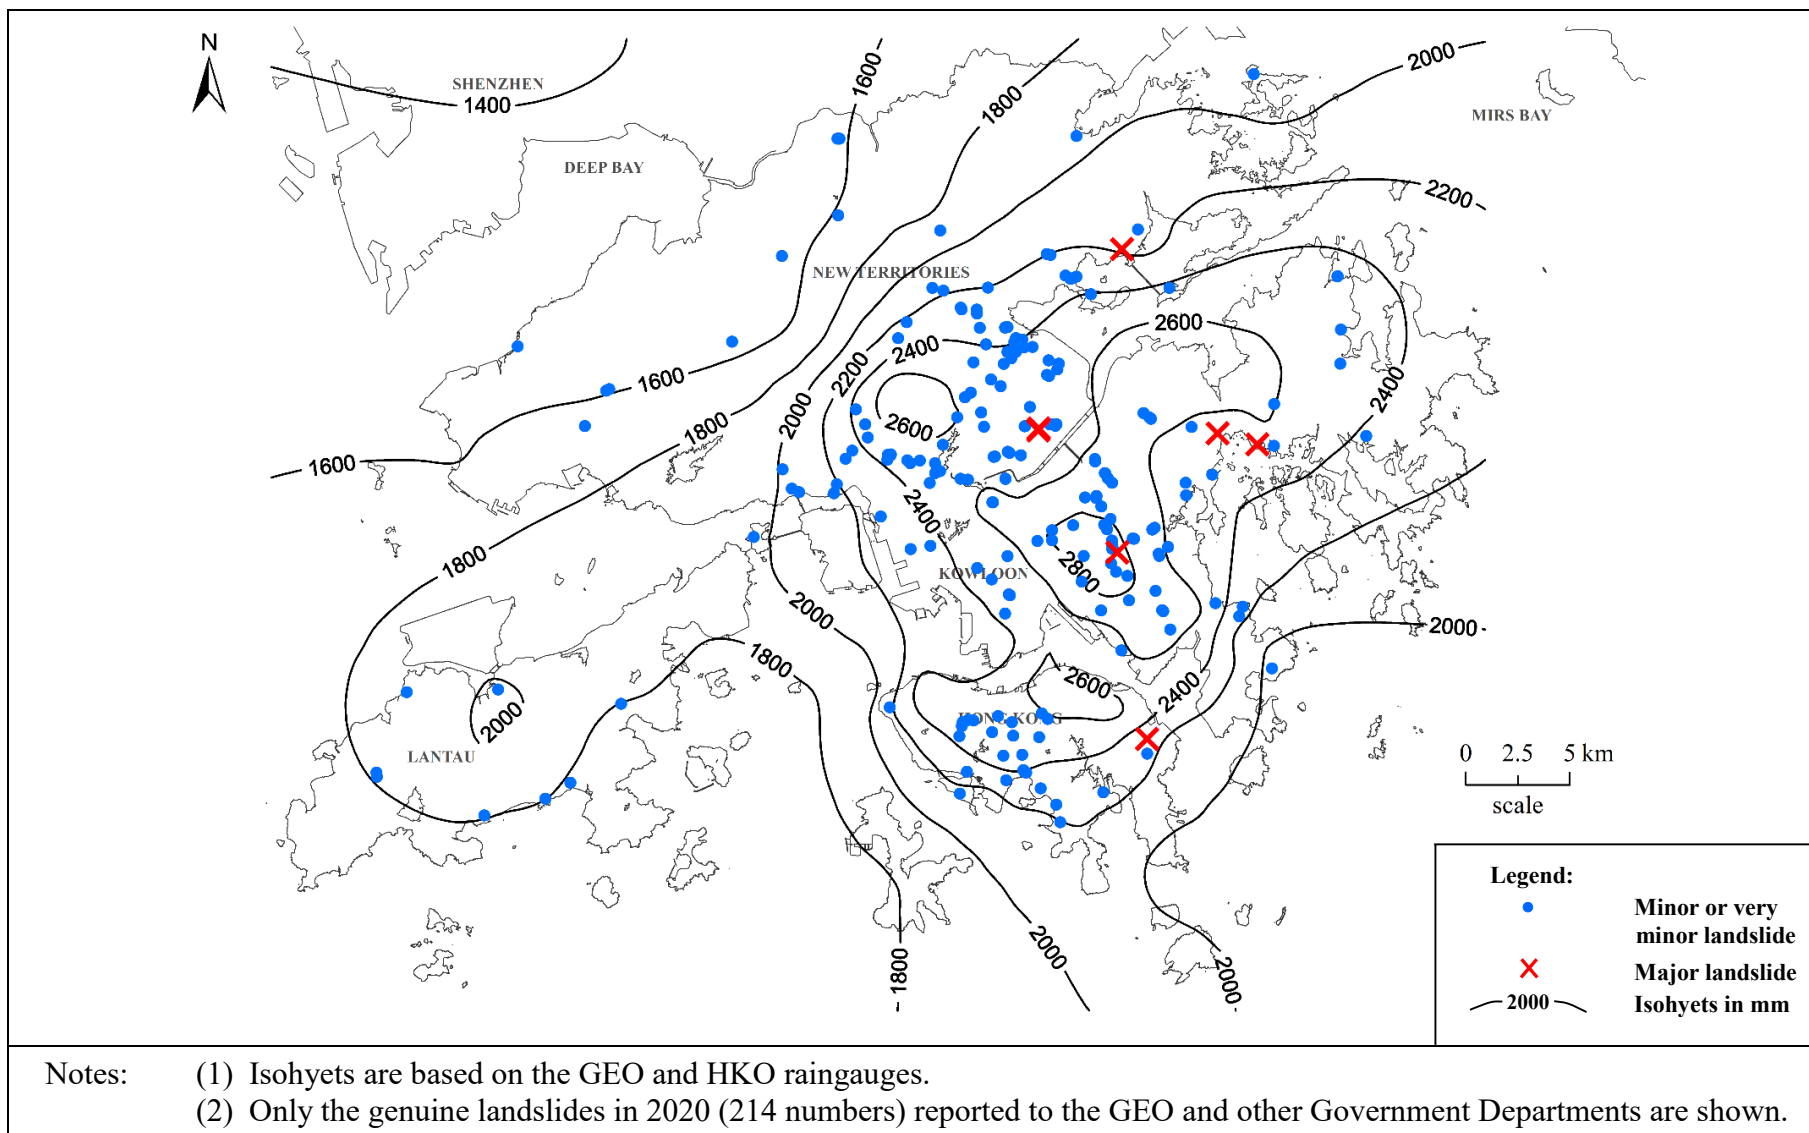 N
SHENZHEN
1400
1600
1800
2000
MIRS BAY
DEEP BAY
2200
NEW TERRITORIES
2600
2400
2200
2400
1600
2000
1800
2600
1600
2400
2400
1800
2800
KOWLOON
2000
2000
1800
2600
2400
HONG KONG
2000
LANTAU
0 2.5 5 km
scale
1800
2000
2000
Legend:
Minor or very
minor landslide
Major landslide
2000 Isohyets in mm
Notes: (1) Isohyets are based on the GEO and HKO raingauges.
(2) Only the genuine landslides in 2020 (214 numbers) reported to the GEO and other Government Departments are shown.